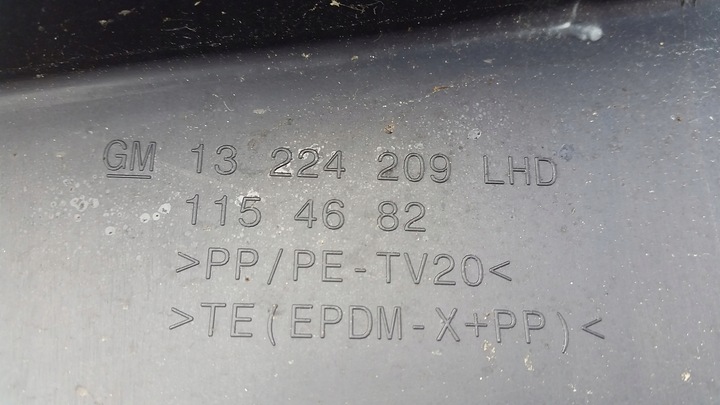 GM 13 224 209 LHD
115 46 82
>PP/PE-TV20<
>TE(EPDM-X+PP)<